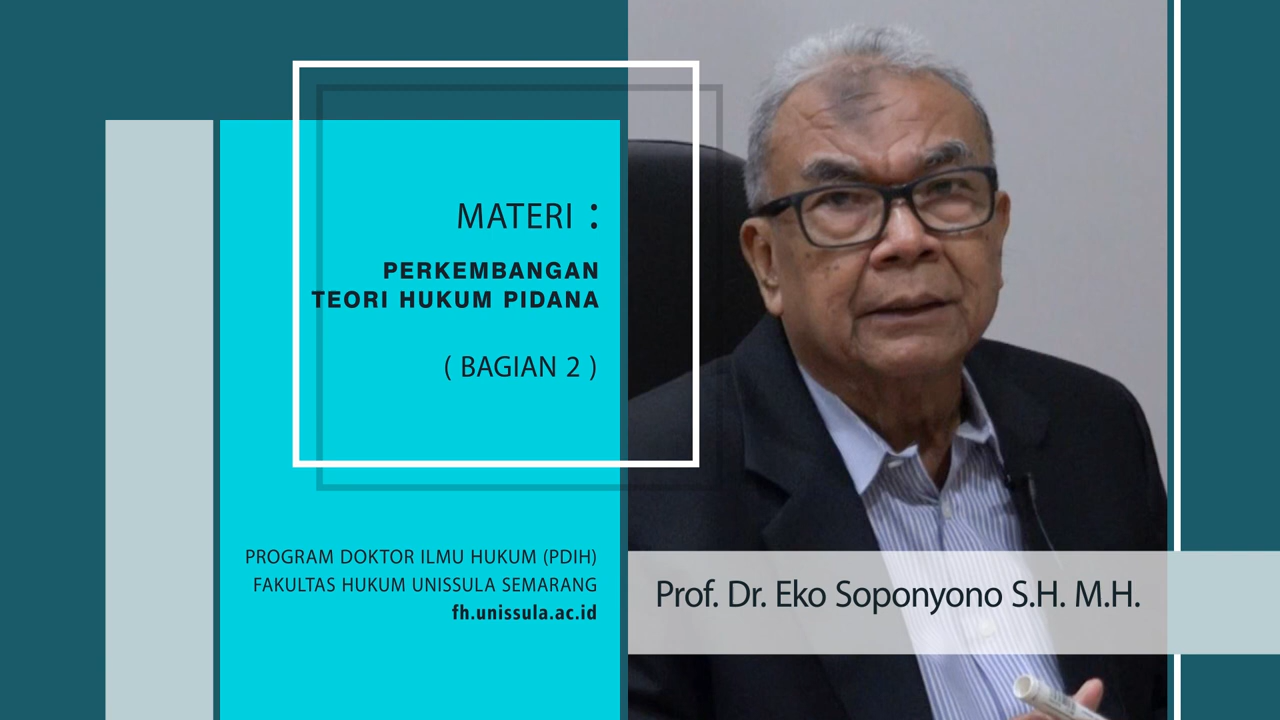 MATERI :
PERKEMBANGAN
TEORI HUKUM PIDANA
( BAGIAN 2 )
PROGRAM DOKTOR ILMU HUKUM (PDIH)
FAKULTAS HUKUM UNISSULA SEMARANG
fh.unissula.ac.id
Prof. Dr. Eko Soponyono S.H. M.H.